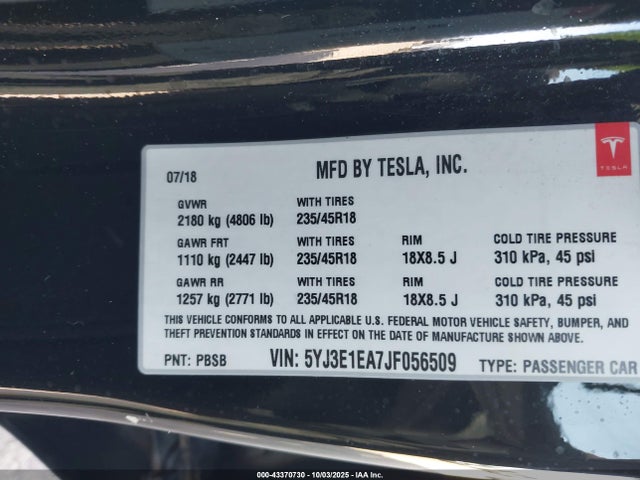 07/18 MFD BY TESLA, INC.
TESLA
GVWR WITH TIRES
2180 kg (4806 lb) 235/45R18
GAWR FRT WITH TIRES RIM COLD TIRE PRESSURE
1110 kg (2447 lb) 235/45R18 18X8.5 J 310 kPa, 45 psi
GAWR RR WITH TIRES RIM COLD TIRE PRESSURE
1257 kg (2771 lb) 235/45R18 18X8.5 J 310 kPa, 45 psi
THIS VEHICLE CONFORMS TO ALL APPLICABLE U.S. FEDERAL MOTOR VEHICLE SAFETY, BUMPER, AND
THEFT PREVENTION STANDARDS IN EFFECT ON THE DATE OF MANUFACTURE SHOWN ABOVE.
PNT: PBSB VIN: 5YJ3E1EA7JF056509 TYPE: PASSENGER CAR
000-43370730 - 10/03/2025 - IAA Inc.